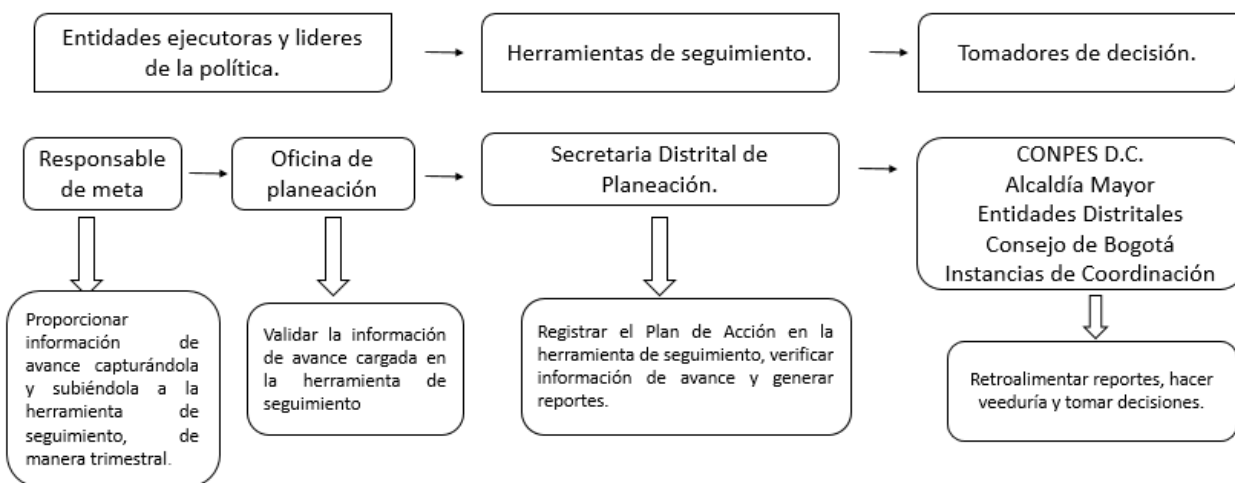 Entidades ejecutoras y lideres
de la política.
Herramientas de seguimiento.
Tomadores de decisión.
Responsable
de meta
Oficina de
planeación
Secretaria Distrital de
Planeación.
CONPES D.C.
Alcaldía Mayor
Entidades Distritales
Consejo de Bogotá
Instancias de Coordinación
Proporcionar
información de
avance capturándola
y subiéndola a la
herramienta de
seguimiento, de
manera trimestral.
Validar la información
de avance cargada en
la herramienta de
seguimiento
Registrar el Plan de Acción en la
herramienta de seguimiento, verificar
información de avance y generar
reportes.
Retroalimentar reportes, hacer
veeduría y tomar decisiones.